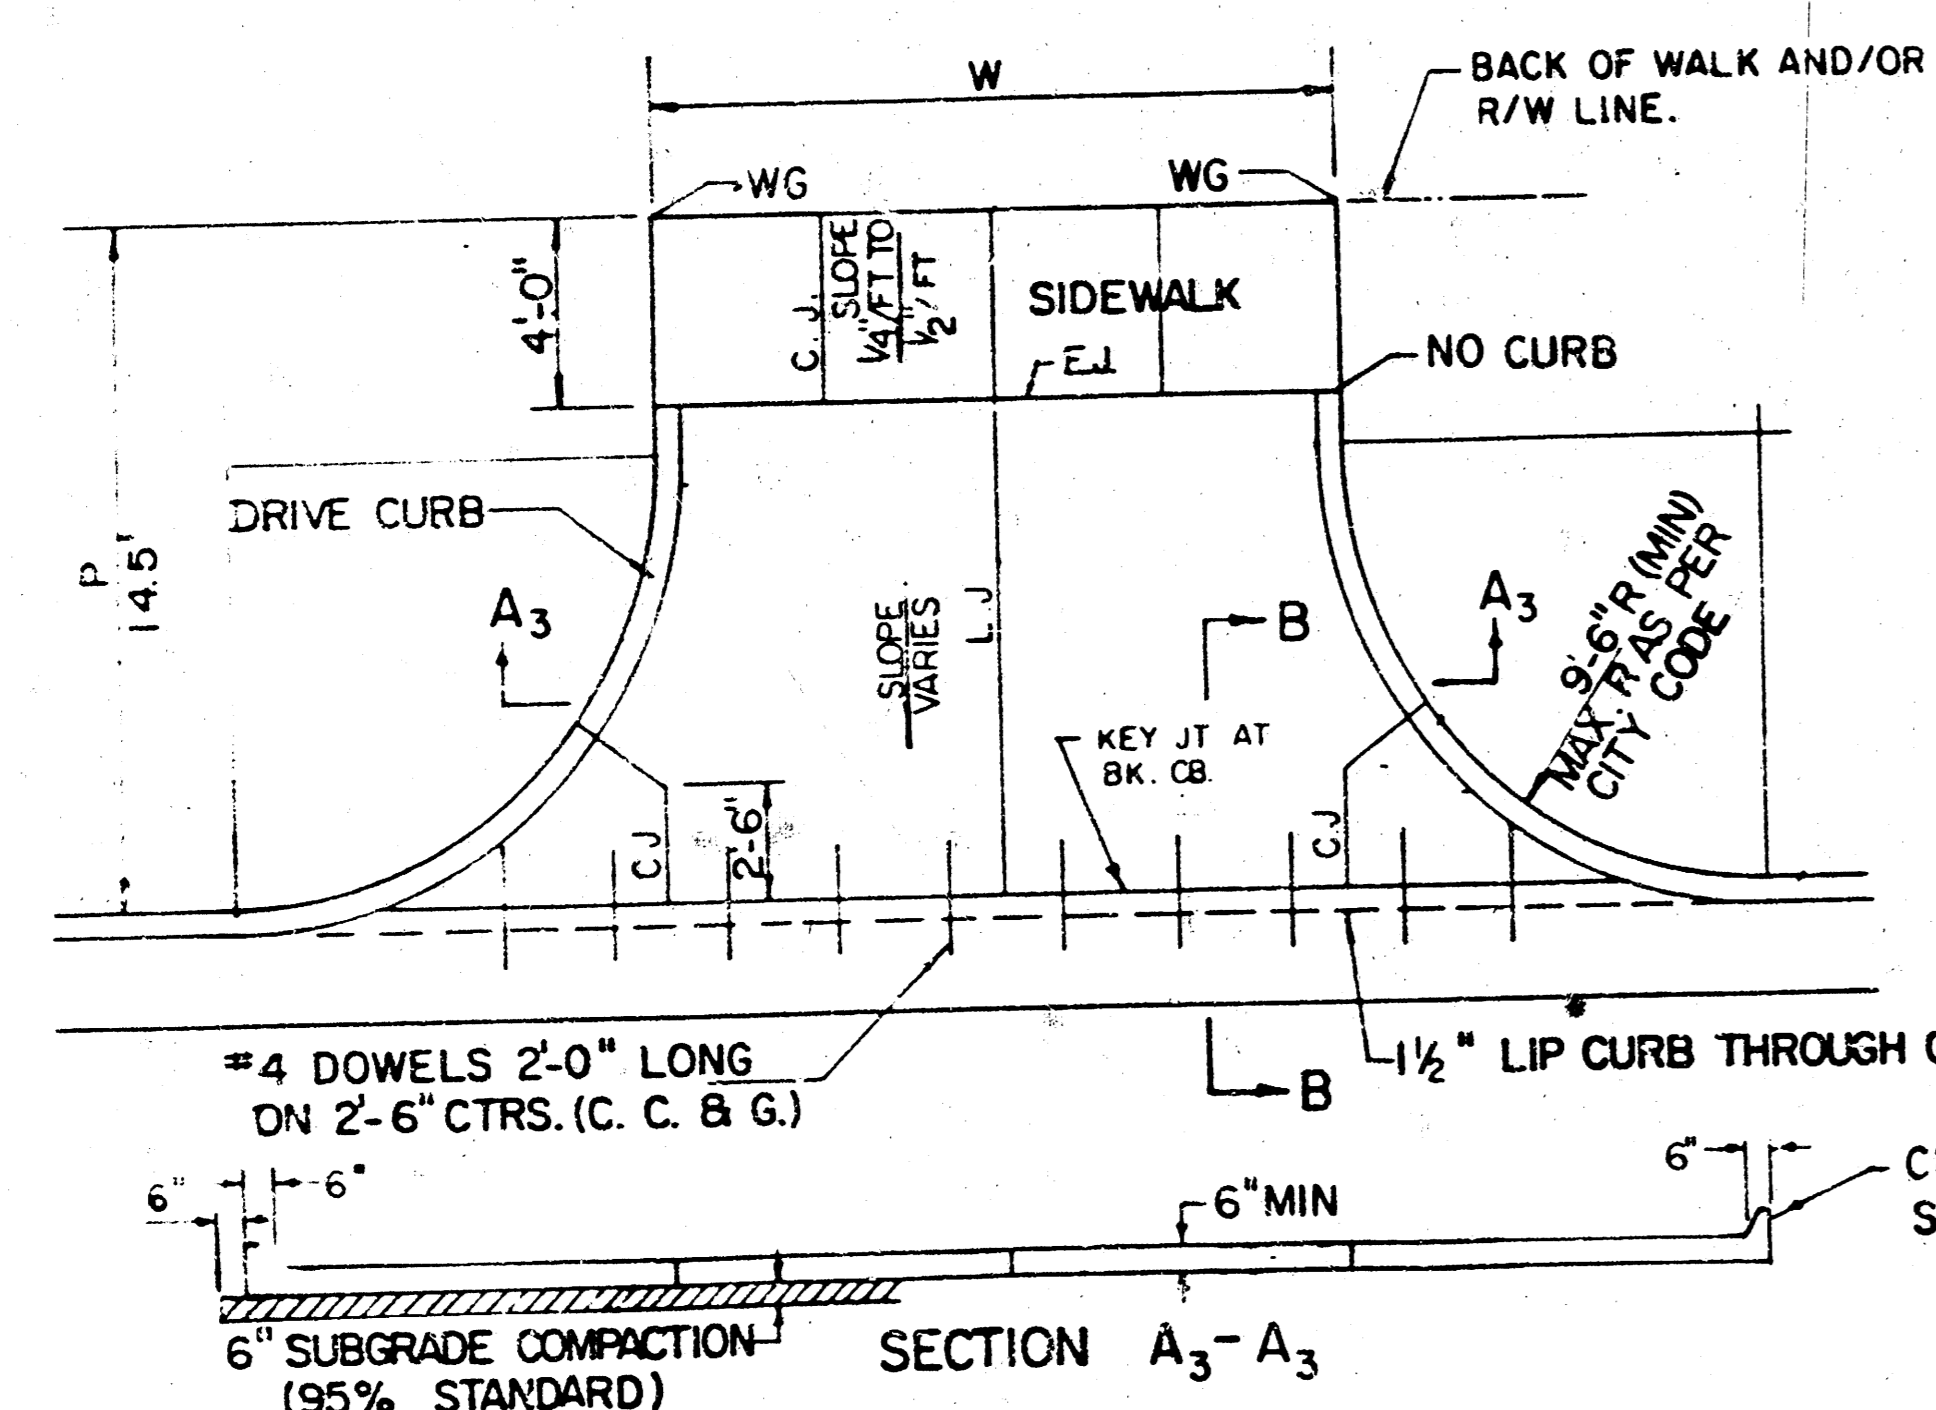 W
BACK OF WALK AND/OR
R/W LINE.
WG
WG
4'-0"
C. J.
SLOPE
1/4"/FT TO
1/2"/FT
SIDEWALK
E.J
NO CURB
DRIVE CURB
P
14.5'
A3
SLOPE
VARIES
L.J
B
A3
9'-6" R (MIN)
MAX. R AS PER
CITY CODE
KEY JT AT
BK. CB.
C.J
2'-6"
C.J
#4 DOWELS 2'-0" LONG
ON 2'-6" CTRS. (C. C. & G.)
B
1 1/2" LIP CURB THROUGH
6"
6"
6" MIN
6"
6" SUBGRADE COMPACTION
(95% STANDARD)
SECTION A3-A3